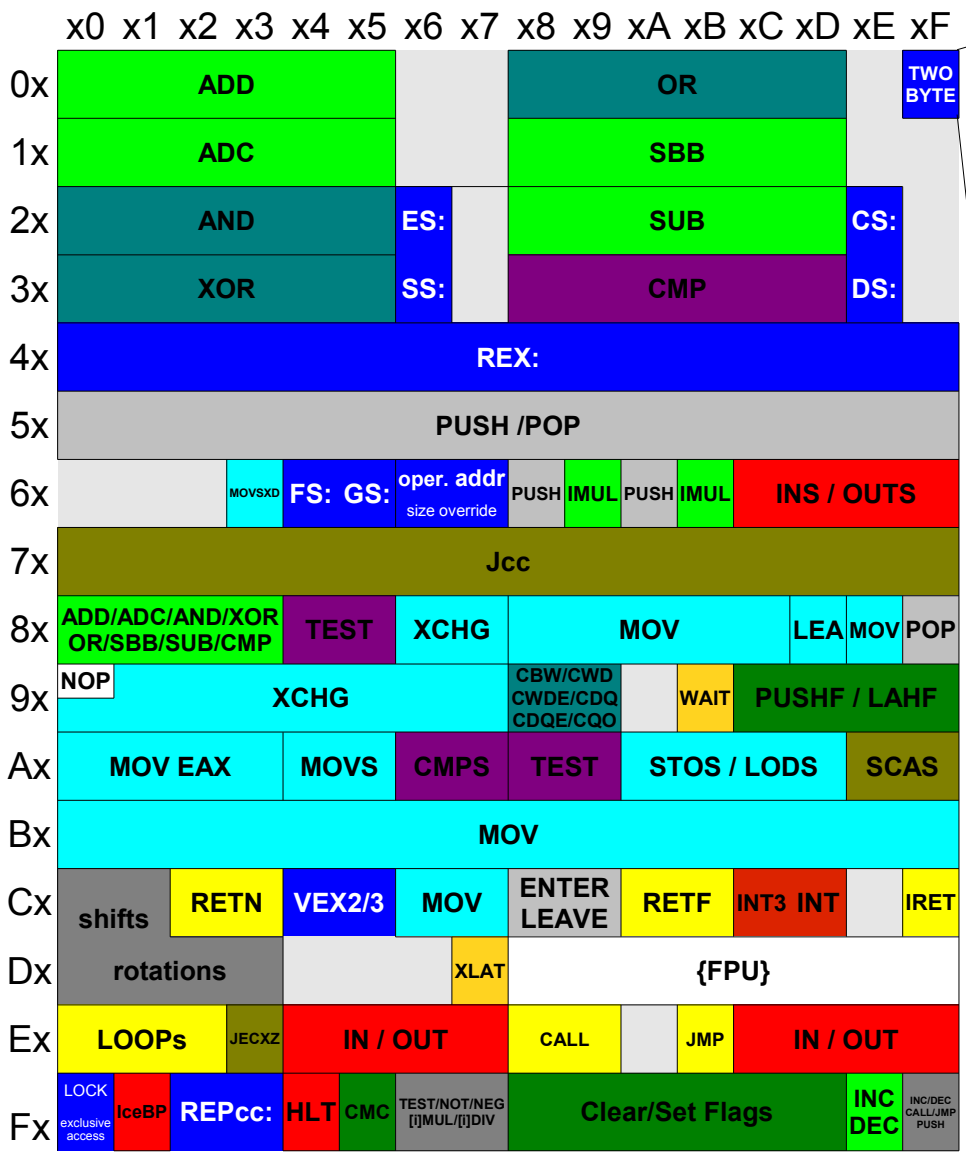 x0 x1 x2 x3 x4 x5 x6 x7 x8 x9 xA xB xC xD xE xF
0x ADD OR TWO
BYTE
1x ADC SBB
2x AND ES: SUB CS:
3x XOR SS: CMP DS:
4x REX:
5x PUSH /POP
6x MOVSXD FS: GS: oper. addr
size override
PUSH IMUL PUSH IMUL INS / OUTS
7x Jcc
8x ADD/ADC/AND/XOR
OR/SBB/SUB/CMP
TEST XCHG MOV LEA MOV POP
9x NOP
XCHG
CBW/CWD
CWDE/CDQ
CDQE/CQO
WAIT PUSHF / LAHF
Ax MOV EAX MOVS CMPS TEST STOS / LODS SCAS
Bx MOV
Cx shifts RETN VEX2/3 MOV ENTER
LEAVE
RETF INT3 INT IRET
Dx rotations XLAT {FPU}
Ex LOOPs JECXZ IN / OUT CALL JMP IN / OUT
Fx LOCK
exclusive
access
IceBP REPcc: HLT CMC TEST/NOT/NEG
[i]MUL/[i]DIV
Clear/Set Flags INC
DEC
INC/DEC
CALL/JMP
PUSH